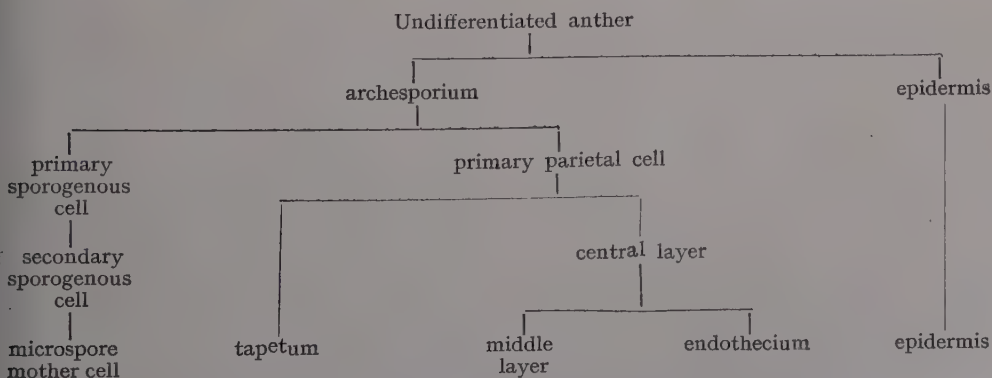 Undifferentiated anther
archesporium
epidermis
primary
sporogenous
cell
primary parietal cell
secondary
sporogenous
cell
central layer
microspore
mother cell
tapetum
middle
layer
endothecium
epidermis